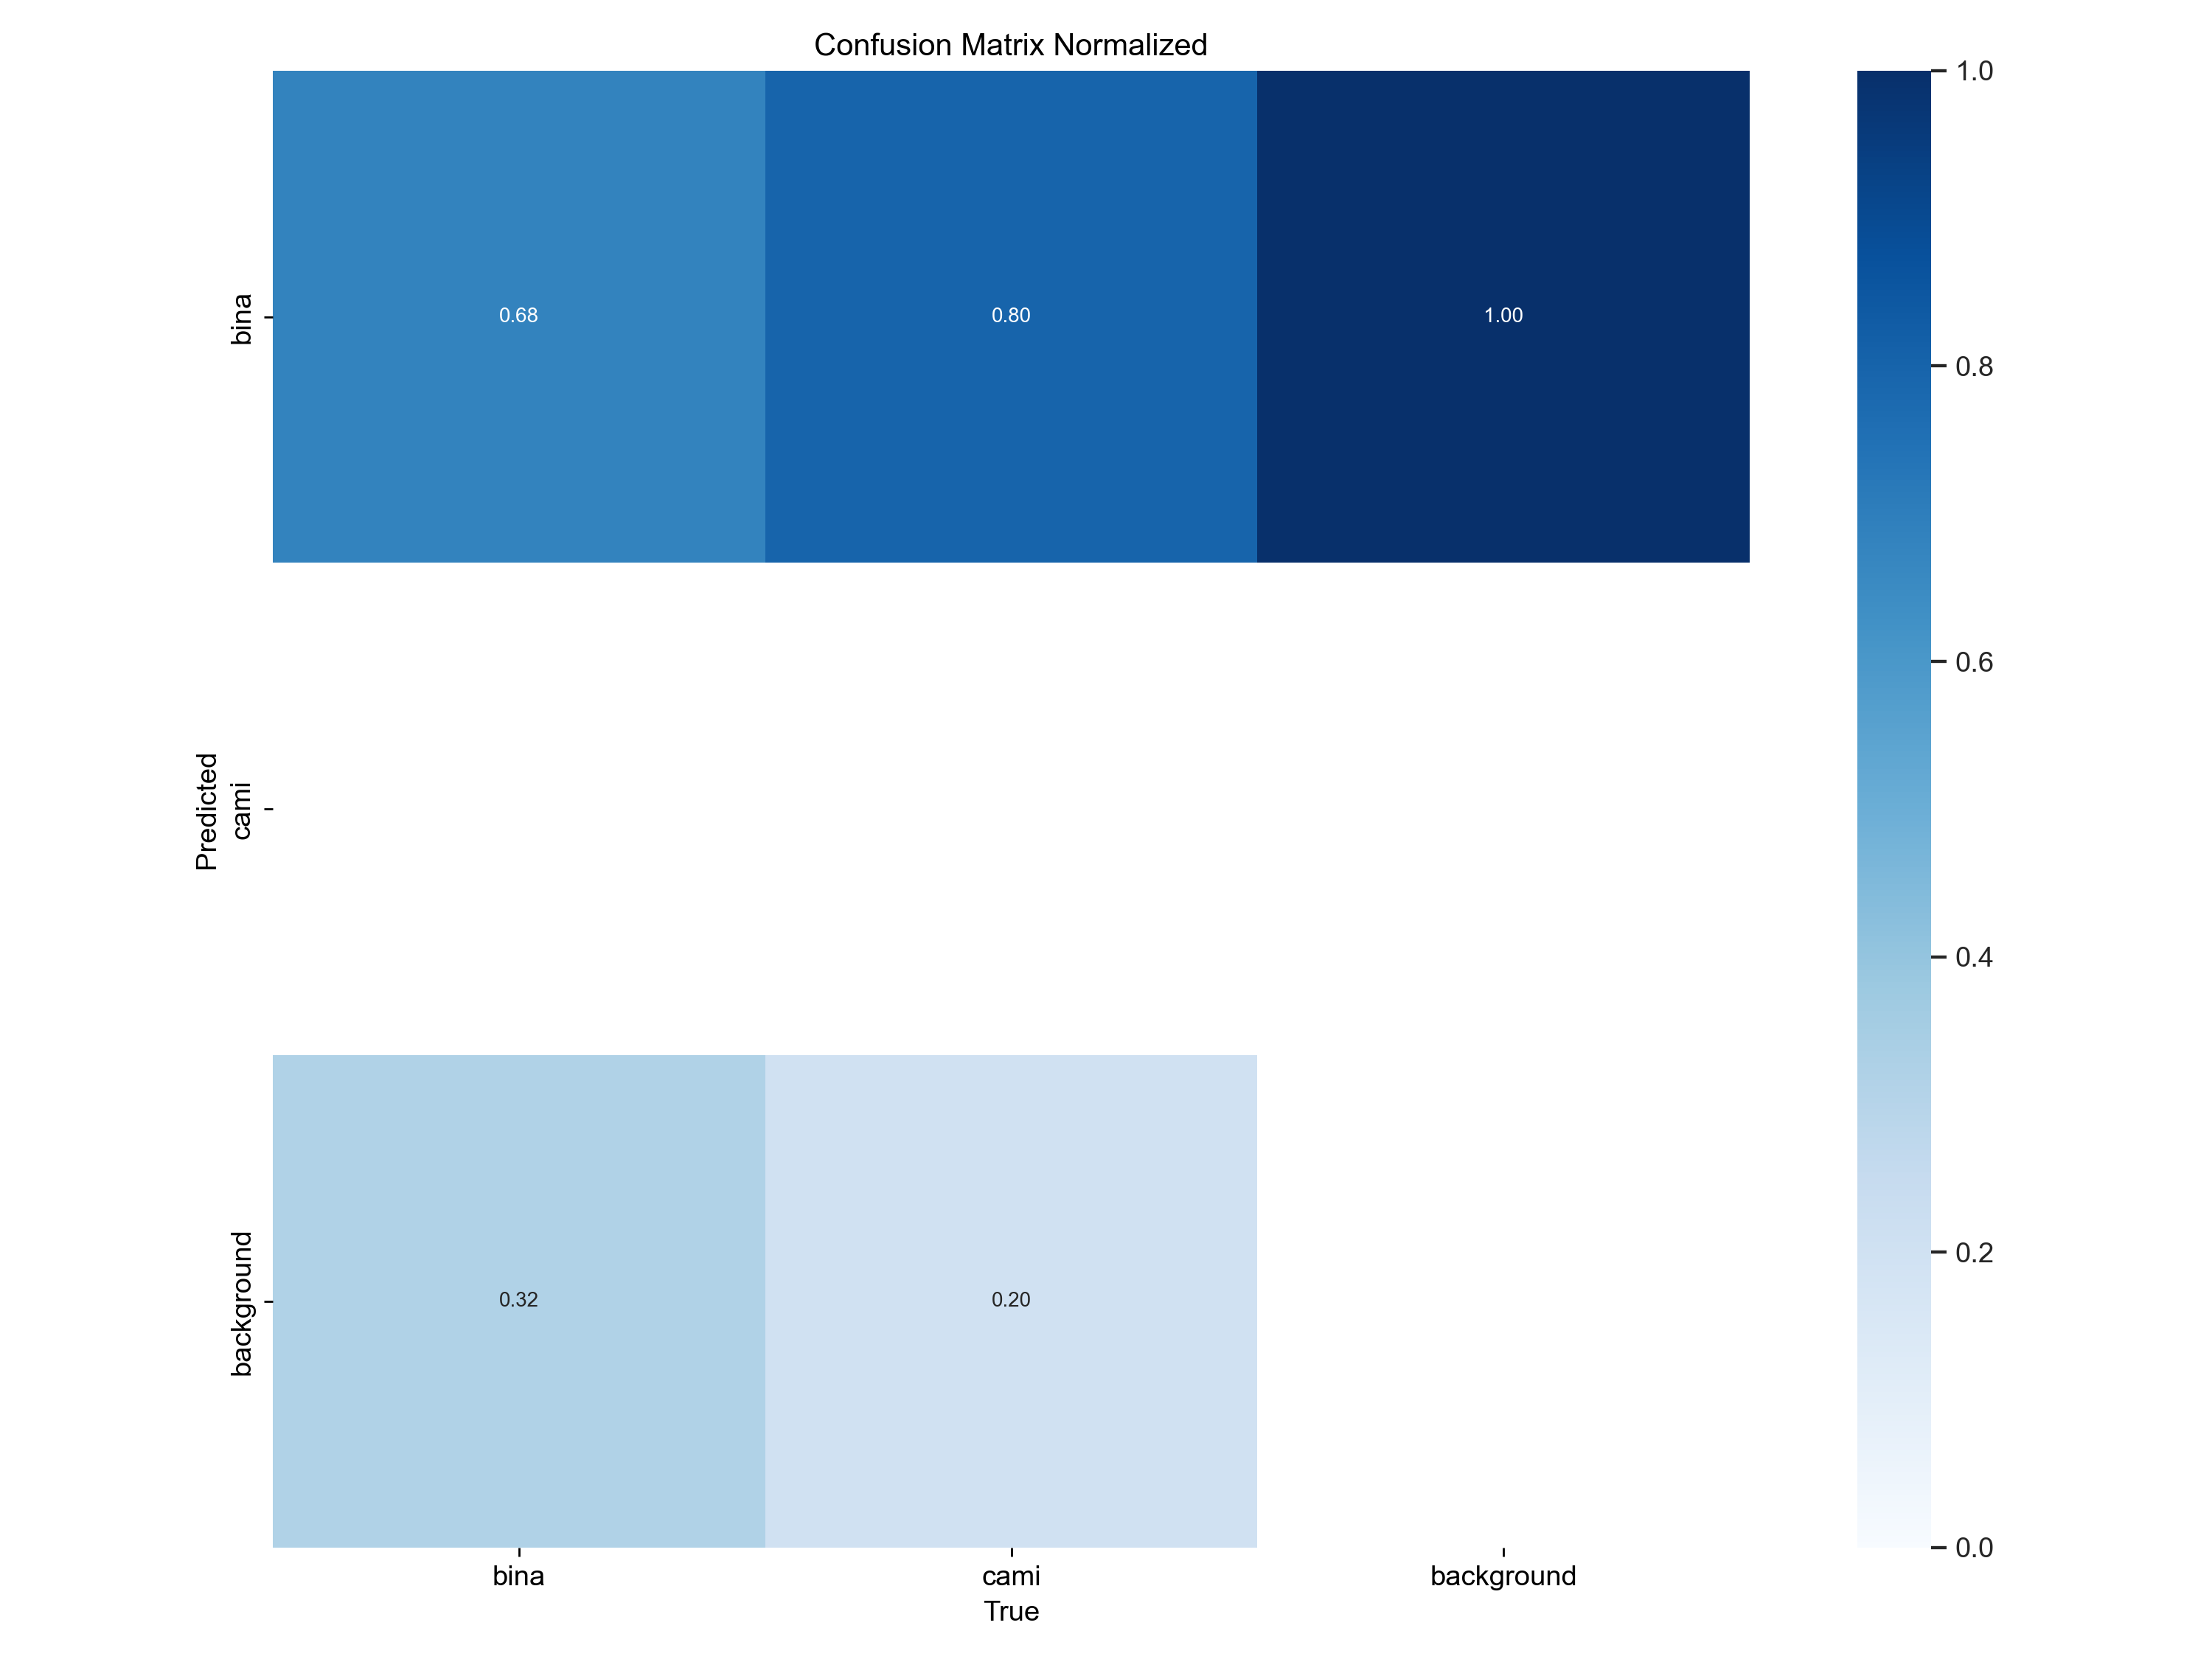 Confusion Matrix Normalized
bina
0.68
0.80
1.00
Predicted
cami
background
0.32
0.20
bina
cami
background
True
1.0
0.8
0.6
0.4
0.2
0.0